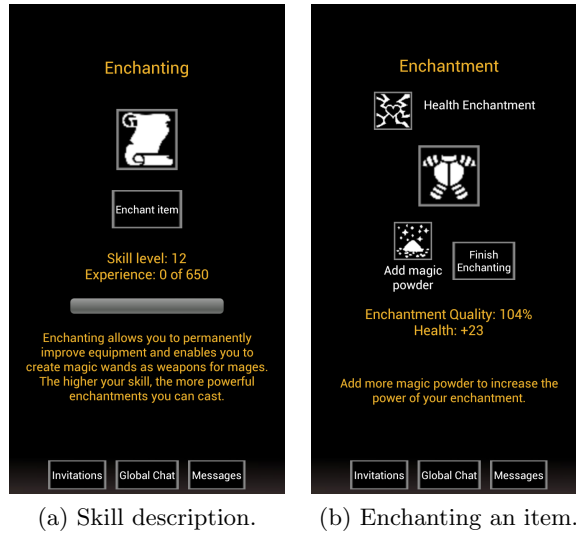 Enchanting
Enchant item
Skill level: 12
Experience: 0 of 650
Enchanting allows you to permanently
improve equipment and enables you to
create magic wands as weapons for mages.
The higher your skill, the more powerful
enchantments you can cast.
Invitations
Global Chat
Messages
(a) Skill description.
Enchantment
Health Enchantment
Add magic
powder
Finish
Enchanting
Enchantment Quality: 104%
Health: +23
Add more magic powder to increase the
power of your enchantment.
Invitations
Global Chat
Messages
(b) Enchanting an item.